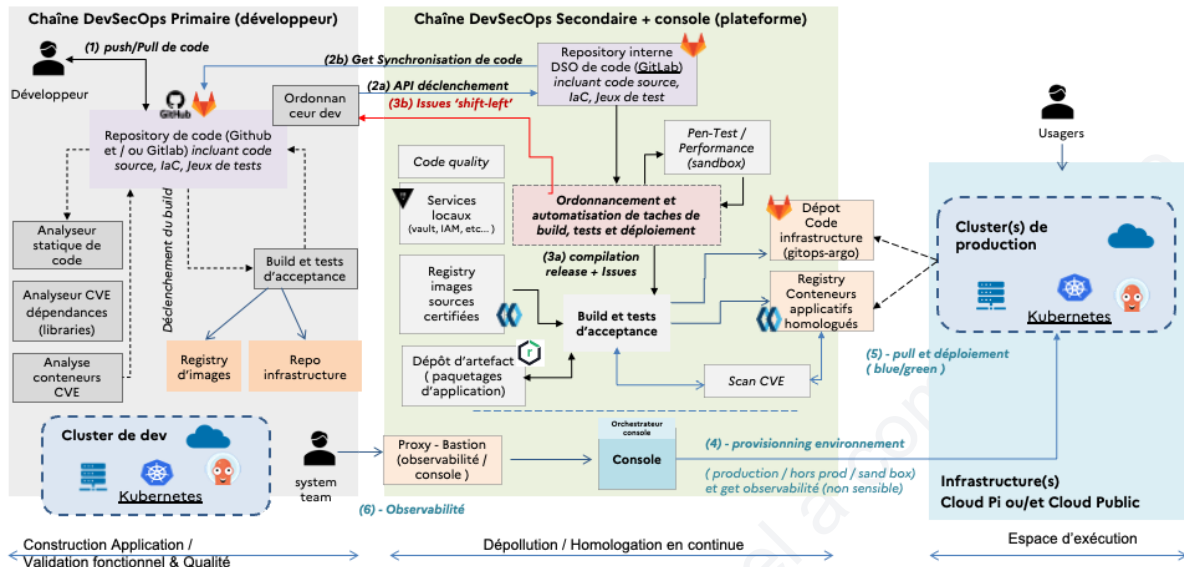 Chaîne DevSecOps Primaire (développeur)
(1) push/Pull de code
Développeur
GitHub
Ordonnan
ceur dev
Repository de code (Github
et / ou Gitlab) incluant code
source, IaC, Jeux de tests
Déclenchement du build
Analyseur
statique de
code
Analyseur CVE
dépendances
(libraries)
Analyse
conteneurs
CVE
Build et tests
d'acceptance
Registry
d'images
Repo
infrastructure
Cluster de dev
Kubernetes
system
team
Chaîne DevSecOps Secondaire + console (plateforme)
(2b) Get Synchronisation de code
(2a) API déclenchement
(3b) Issues 'shift-left'
Repository interne
DSO de code (GitLab)
incluant code source,
IaC, Jeux de test
Pen-Test /
Performance
(sandbox)
Code quality
Services
locaux
(vault, IAM, etc... )
Ordonnancement et
automatisation de taches de
build, tests et déploiement
(3a) compilation
release + Issues
Registry
images
sources
certifiées
Build et tests
d'acceptance
Dépôt d'artefact
( paquetages
d'application)
Scan CVE
Dépot
Code
infrastructure
(gitops-argo)
Registry
Conteneurs
applicatifs
homologués
Proxy - Bastion
(observabilité /
console )
Orchestrateur
console
Console
(4) - provisionning environnement
( production / hors prod / sand box)
et get observabilité (non sensible)
(5) - pull et déploiement
( blue/green )
(6) - Observabilité
Usagers
Cluster(s) de
production
Kubernetes
Infrastructure(s)
Cloud Pi ou/et Cloud Public
Construction Application /
Validation fonctionnel & Qualité
Dépollution / Homologation en continue
Espace d'exécution